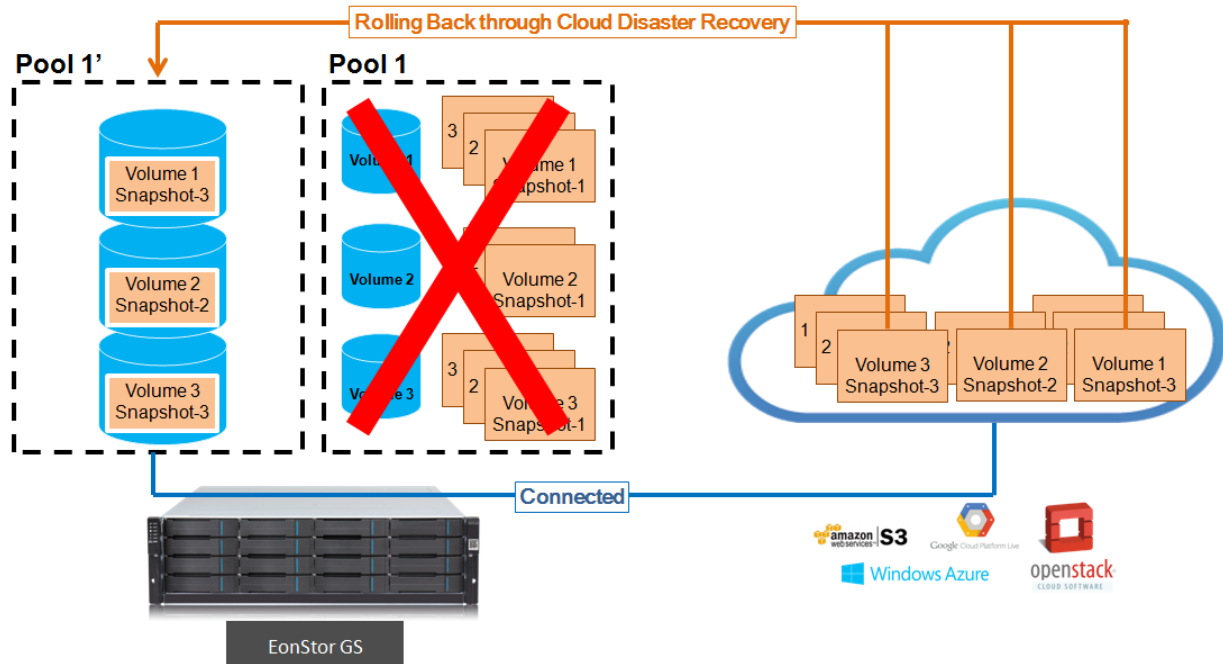 Rolling Back through Cloud Disaster Recovery
Pool 1’
Pool 1
Volume 1
Snapshot-3
Volume 2
Snapshot-2
Volume 3
Snapshot-3
Volume 1
3
2
Volume 1
Snapshot-1
Volume 2
Volume 2
Snapshot-1
Volume 3
3
2
Volume 3
Snapshot-1
1
2
Volume 3
Snapshot-3
Volume 2
Snapshot-2
Volume 1
Snapshot-3
Connected
EonStor GS
amazon
web services™
S3
Google Cloud Platform Live
Windows Azure
openstack
CLOUD SOFTWARE